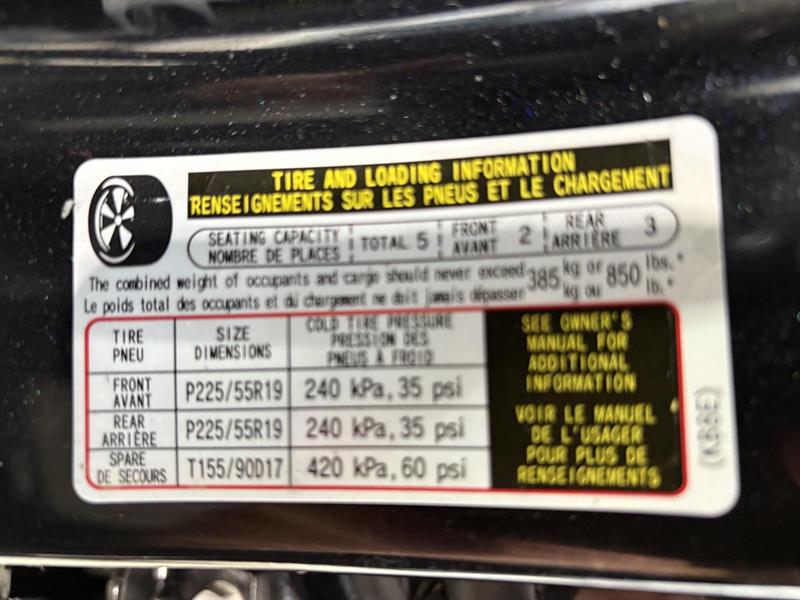 TIRE AND LOADING INFORMATION
RENSEIGNEMENTS SUR LES PNEUS ET LE CHARGEMENT
SEATING CAPACITY TOTAL 5 FRONT 2 REAR 3
NOMBRE DE PLACES AVANT ARRIÈRE
The combined weight of occupants and cargo should never exceed 385 kg or 850 lbs.*
Le poids total des occupants et du chargement ne doit jamais dépasser kg ou lb.*
TIRE SIZE COLD TIRE PRESSURE
PNEU DIMENSIONS PRESSION DES
PNEUS À FROID
FRONT P225/55R19 240 kPa, 35 psi
AVANT
REAR P225/55R19 240 kPa, 35 psi
ARRIÈRE
SPARE T155/90D17 420 kPa, 60 psi
DE SECOURS
SEE OWNER'S
MANUAL FOR
ADDITIONAL
INFORMATION
VOIR LE MANUEL
DE L'USAGER
POUR PLUS DE
RENSEIGNEMENTS